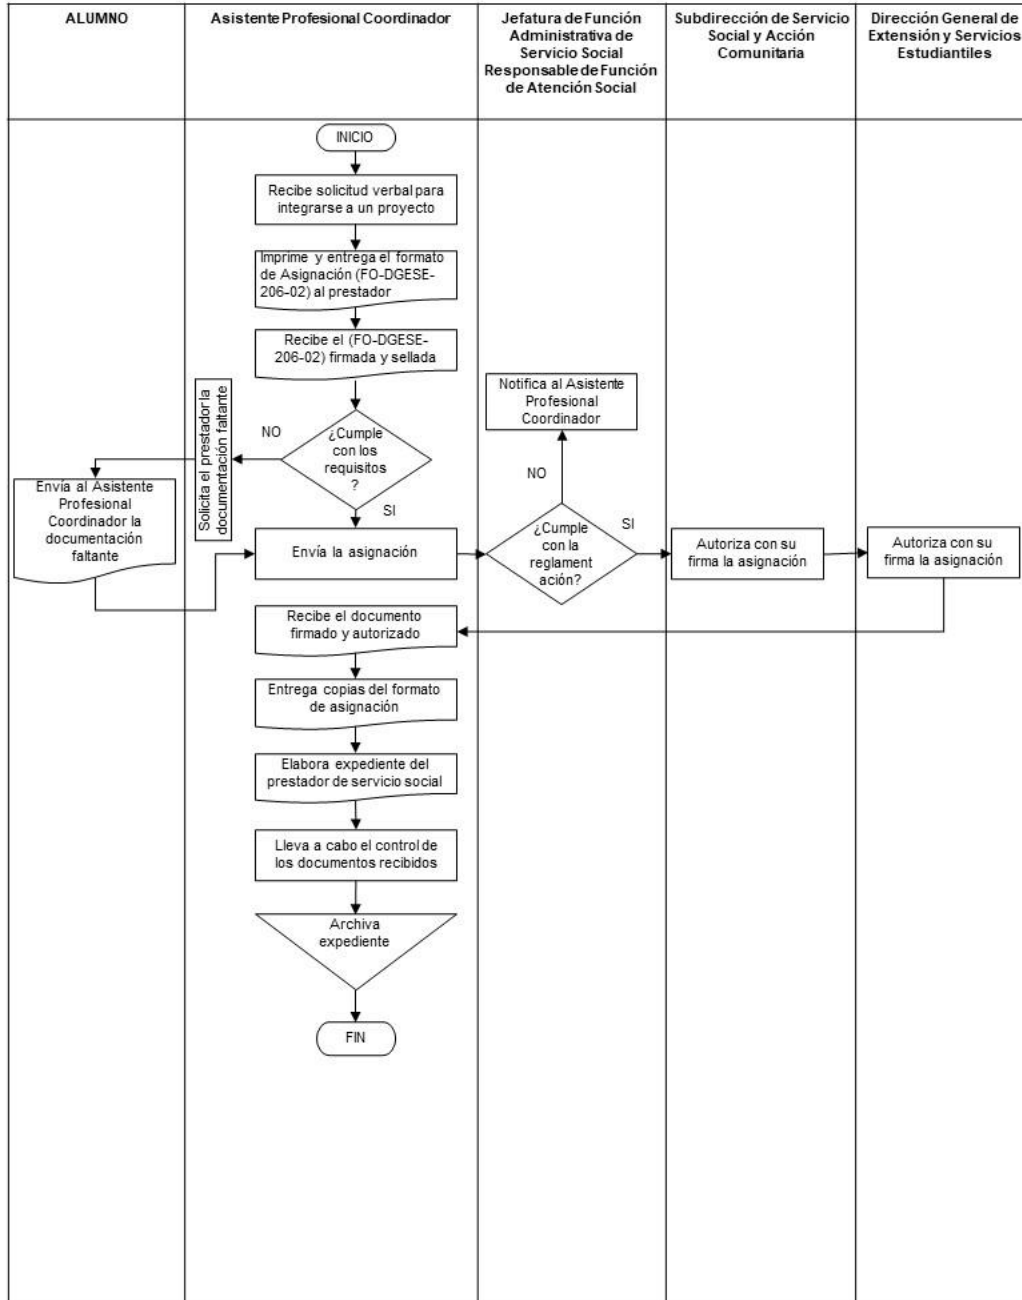 ALUMNO
Asistente Profesional Coordinador
Jefatura de Función
Administrativa de
Servicio Social
Responsable de Función
de Atención Social
Subdirección de Servicio
Social y Acción
Comunitaria
Dirección General de
Extensión y Servicios
Estudiantiles
INICIO
Recibe solicitud verbal para
integrarse a un proyecto
Imprime y entrega el formato
de Asignación (FO-DGESE-
206-02) al prestador
Recibe el (FO-DGESE-
206-02) firmada y sellada
¿Cumple
con los
requisitos
?
NO
SI
Solicita el prestador la
documentación faltante
Envía al Asistente
Profesional
Coordinador la
documentación
faltante
Envía la asignación
Notifica al Asistente
Profesional
Coordinador
NO
¿Cumple
con la
reglament
ación?
SI
Autoriza con su
firma la asignación
Autoriza con su
firma la asignación
Recibe el documento
firmado y autorizado
Entrega copias del formato
de asignación
Elabora expediente del
prestador de servicio social
Lleva a cabo el control de
los documentos recibidos
Archiva
expediente
FIN